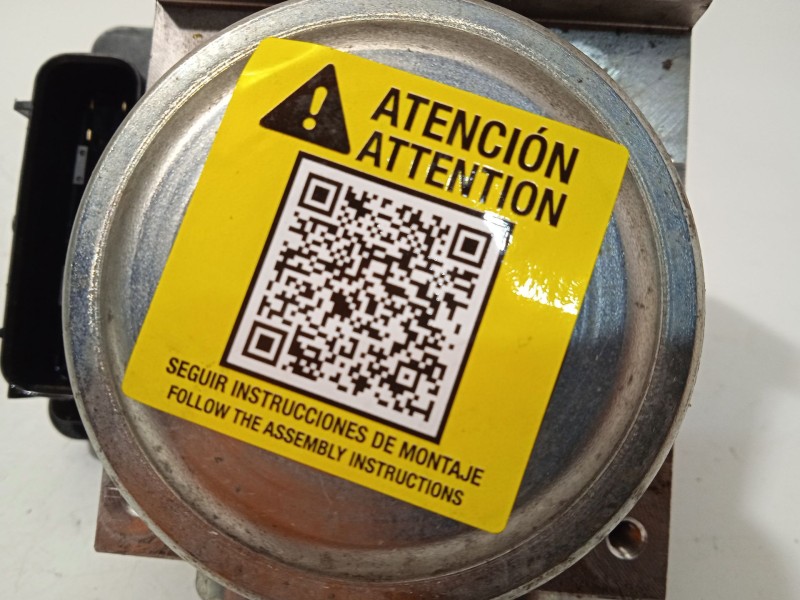 ATENCIÓN
ATTENTION
SEGUIR INSTRUCCIONES DE MONTAJE
FOLLOW THE ASSEMBLY INSTRUCTIONS